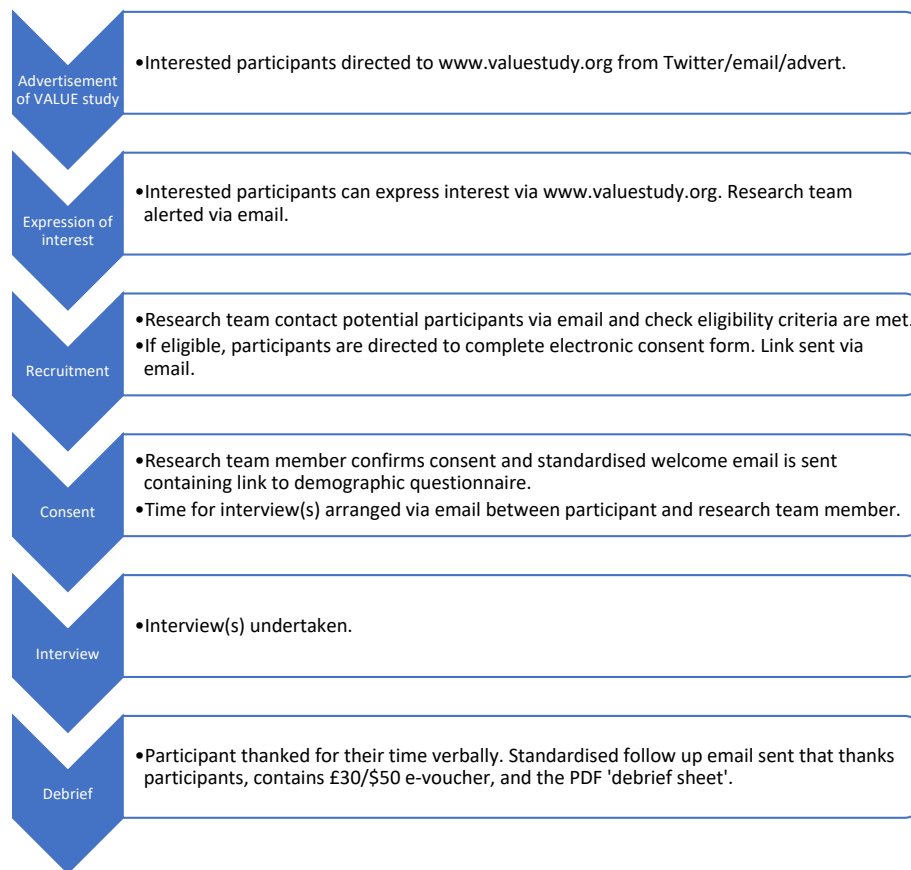 Advertisement
of VALUE study
•Interested participants directed to www.valuestudy.org from Twitter/email/advert.
Expression of
interest
•Interested participants can express interest via www.valuestudy.org. Research team
alerted via email.
Recruitment
•Research team contact potential participants via email and check eligibility criteria are met.
•If eligible, participants are directed to complete electronic consent form. Link sent via
email.
Consent
•Research team member confirms consent and standardised welcome email is sent
containing link to demographic questionnaire.
•Time for interview(s) arranged via email between participant and research team member.
Interview
•Interview(s) undertaken.
Debrief
•Participant thanked for their time verbally. Standardised follow up email sent that thanks
participants, contains £30/$50 e-voucher, and the PDF 'debrief sheet'.